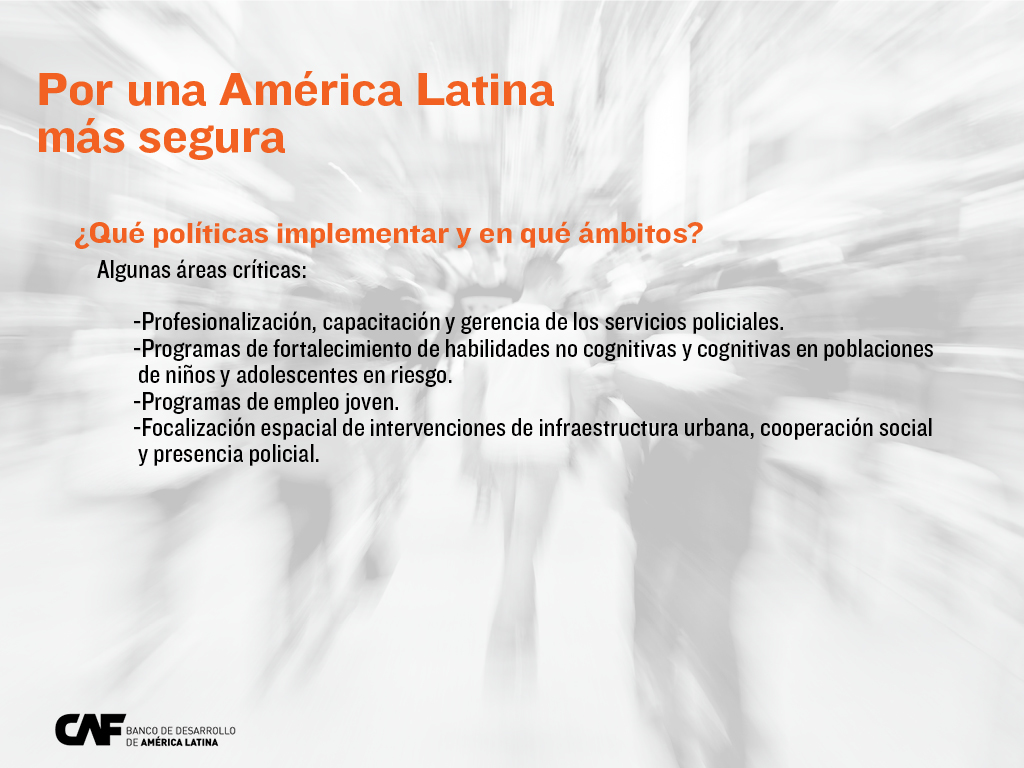 Por una América Latina
más segura
¿Qué políticas implementar y en qué ámbitos?
Algunas áreas críticas:
-Profesionalización, capacitación y gerencia de los servicios policiales.
-Programas de fortalecimiento de habilidades no cognitivas y cognitivas en poblaciones
de niños y adolescentes en riesgo.
-Programas de empleo joven.
-Focalización espacial de intervenciones de infraestructura urbana, cooperación social
y presencia policial.
CAF BANCO DE DESARROLLO
DE AMÉRICA LATINA